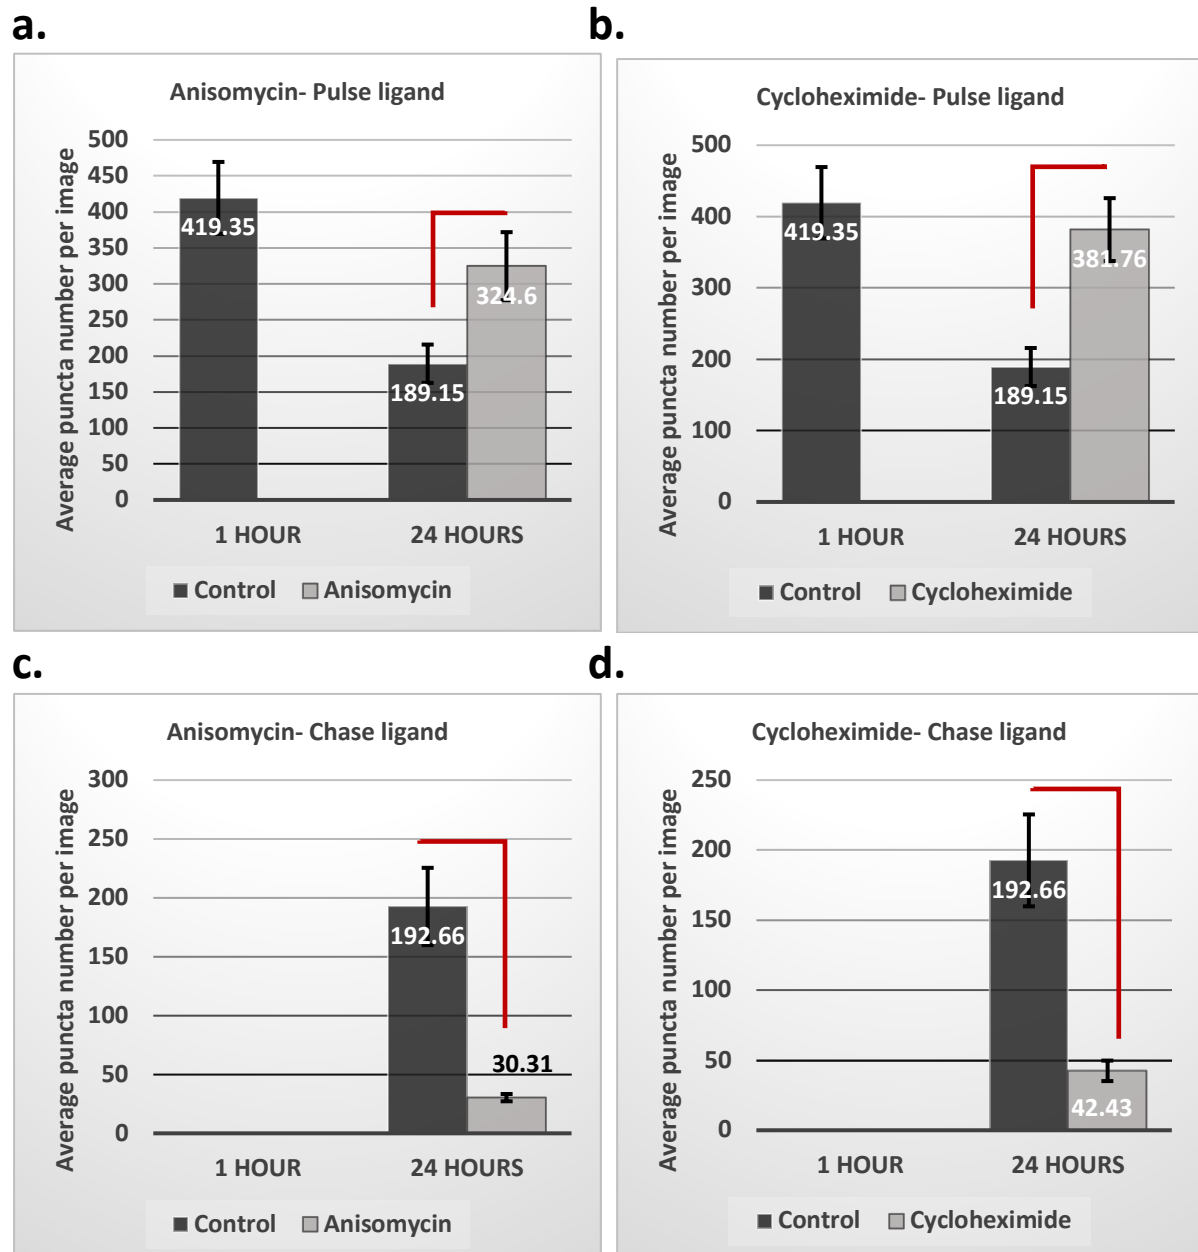 a.
Anisomycin- Pulse ligand
Average puncta number per image
500
450
400
350
300
250
200
150
100
50
0
419.35
189.15
324.6
1 HOUR
24 HOURS
Control
Anisomycin
b.
Cycloheximide- Pulse ligand
Average puncta number per image
500
400
300
200
100
0
419.35
189.15
381.76
1 HOUR
24 HOURS
Control
Cycloheximide
c.
Anisomycin- Chase ligand
Average puncta number per image
300
250
200
150
100
50
0
192.66
30.31
1 HOUR
24 HOURS
Control
Anisomycin
d.
Cycloheximide- Chase ligand
Average puncta number per image
250
200
150
100
50
0
192.66
42.43
1 HOUR
24 HOURS
Control
Cycloheximide